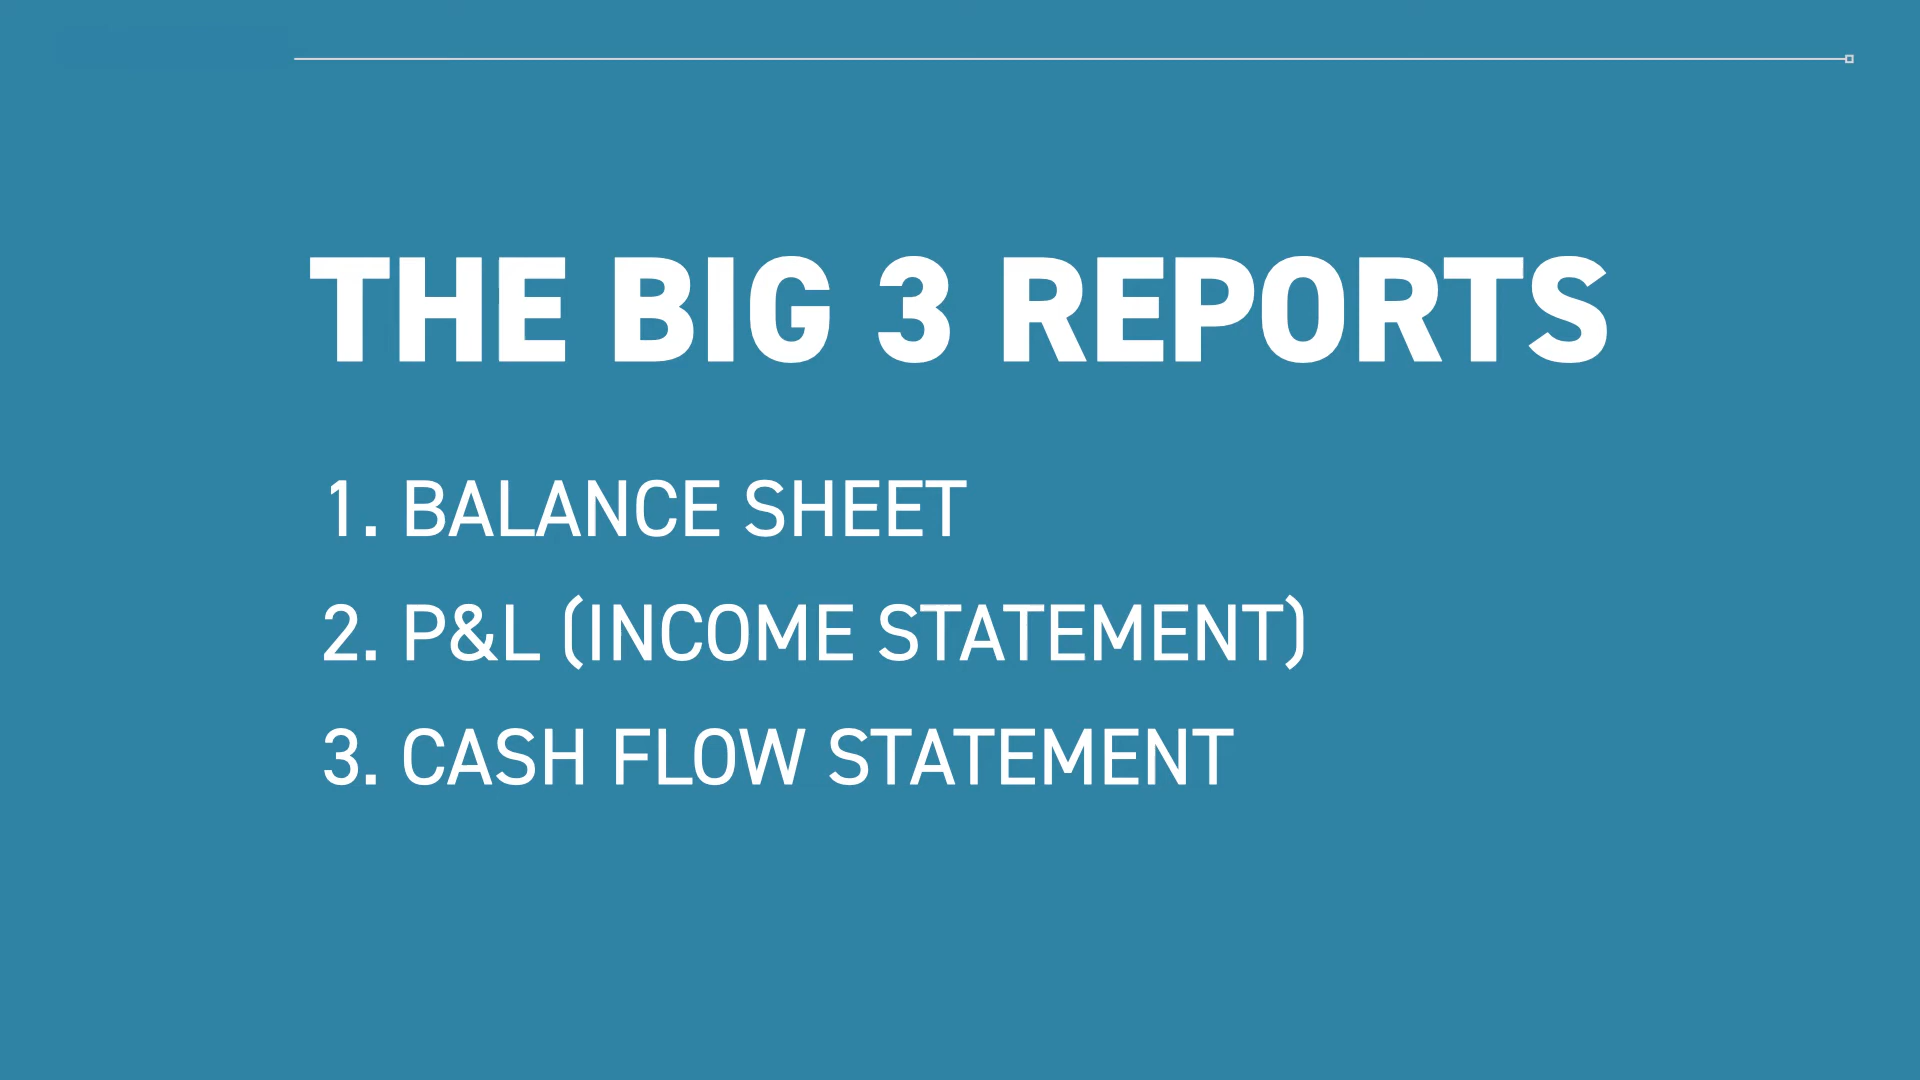 THE BIG 3 REPORTS
1. BALANCE SHEET
2. P&L (INCOME STATEMENT)
3. CASH FLOW STATEMENT